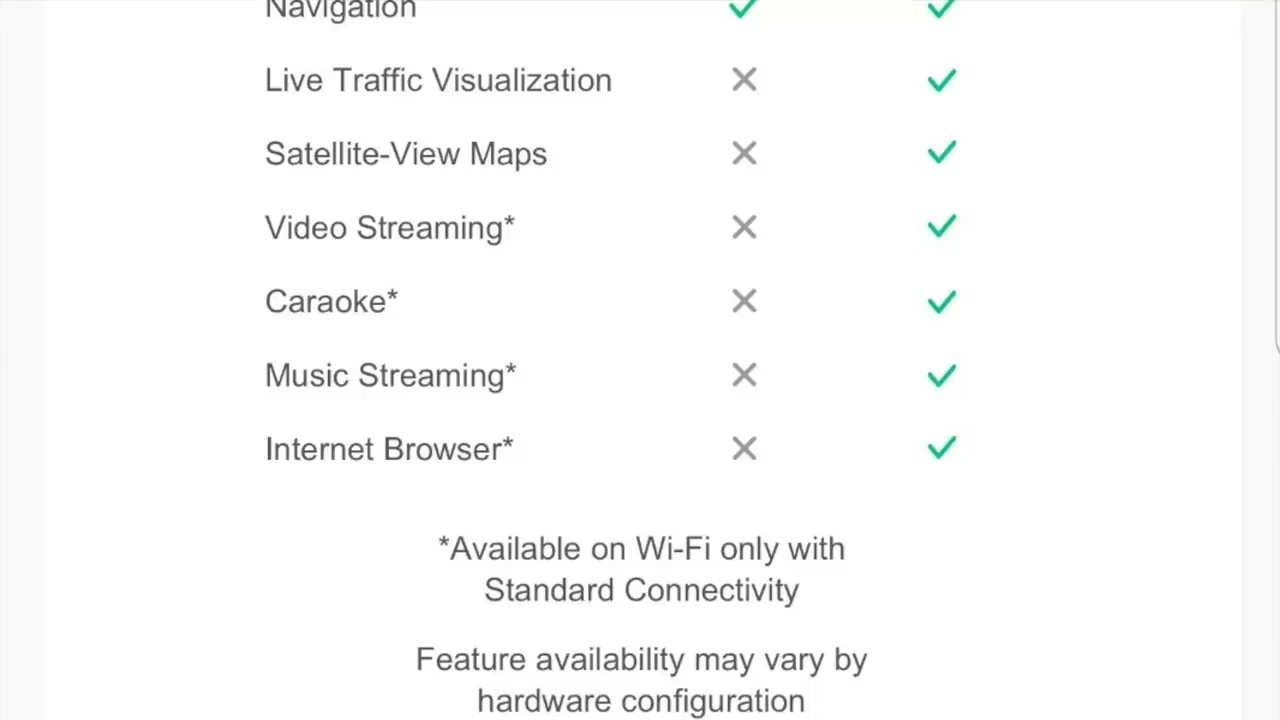 Navigation
Live Traffic Visualization
Satellite-View Maps
Video Streaming*
Caraoke*
Music Streaming*
Internet Browser*
*Available on Wi-Fi only with
Standard Connectivity
Feature availability may vary by
hardware configuration